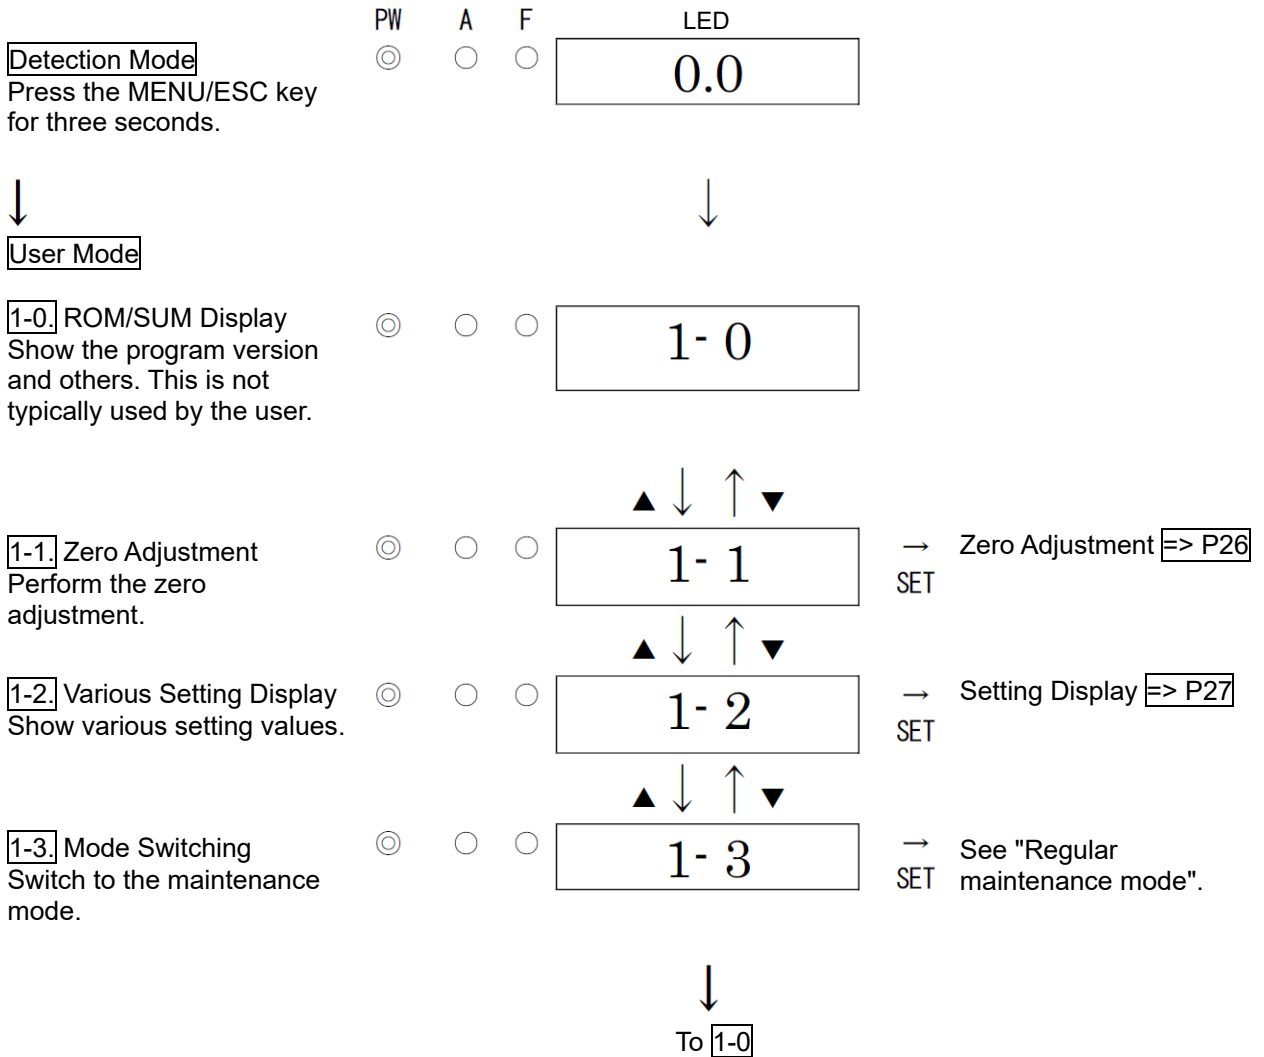 PW A F LED
Detection Mode ◎ ○ ○ 0.0
Press the MENU/ESC key
for three seconds.
↓ ↓
User Mode
1-0. ROM/SUM Display ◎ ○ ○ 1- 0
Show the program version
and others. This is not
typically used by the user.
▲ ↓ ↑ ▼
1-1. Zero Adjustment ◎ ○ ○ 1- 1 → Zero Adjustment => P26
Perform the zero SET
adjustment.
▲ ↓ ↑ ▼
1-2. Various Setting Display ◎ ○ ○ 1- 2 → Setting Display => P27
Show various setting values. SET
▲ ↓ ↑ ▼
1-3. Mode Switching ◎ ○ ○ 1- 3 → See "Regular
Switch to the maintenance SET maintenance mode".
mode.
↓
To 1-0